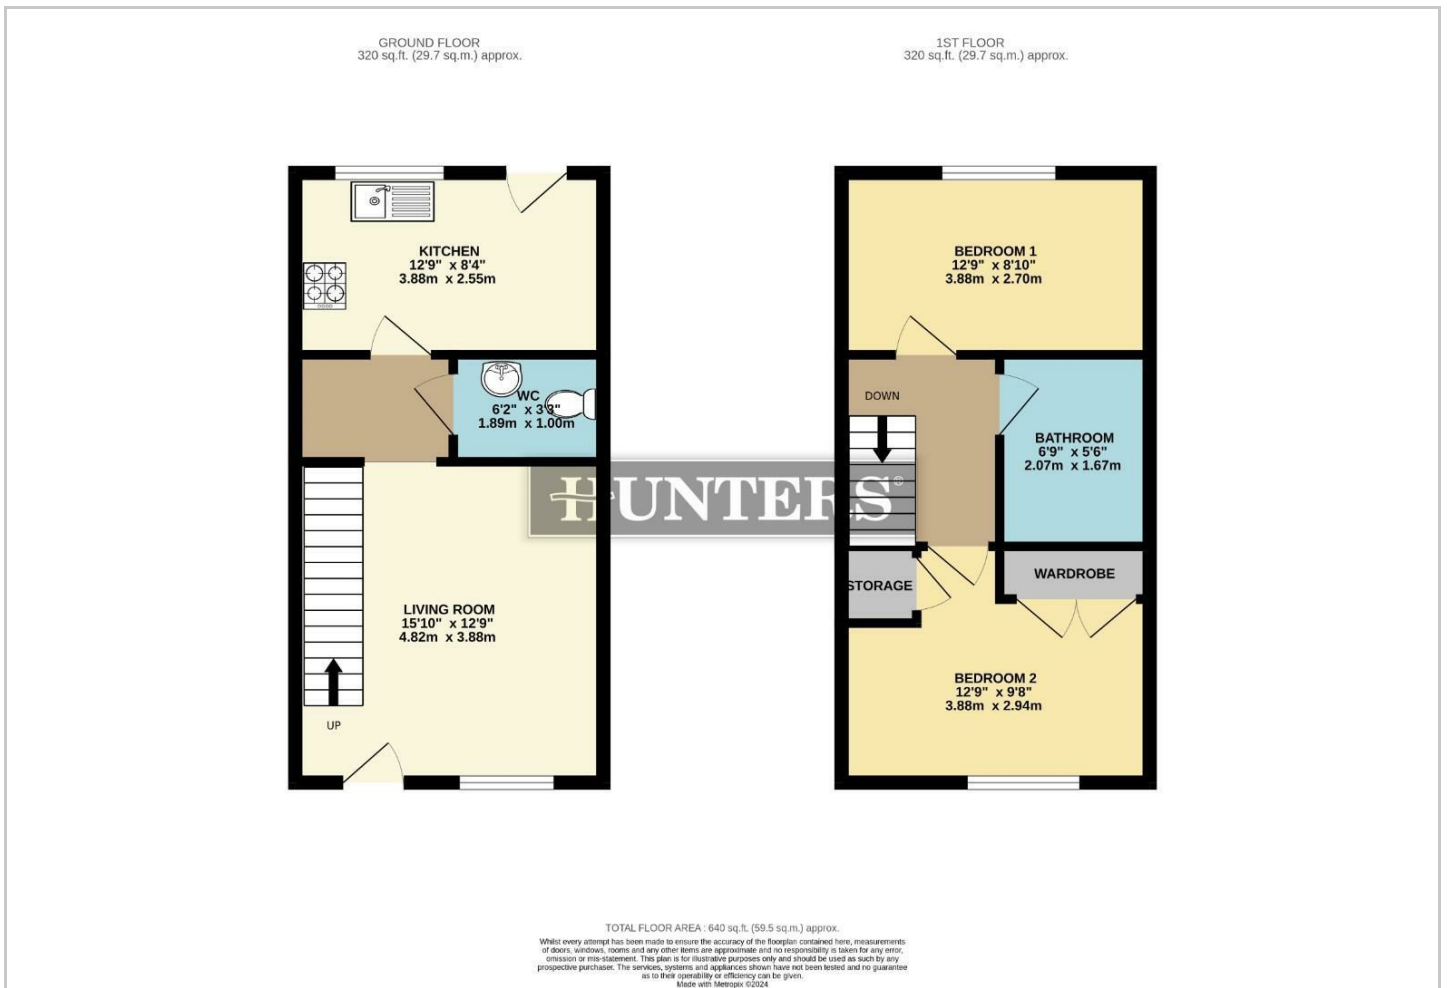 GROUND FLOOR
320 sq.ft. (29.7 sq.m.) approx.
1ST FLOOR
320 sq.ft. (29.7 sq.m.) approx.
KITCHEN
12'9" x 8'4"
3.88m x 2.55m
WC
6'2" x 3'3"
1.89m x 1.00m
LIVING ROOM
15'10" x 12'9"
4.82m x 3.88m
UP
BEDROOM 1
12'9" x 8'10"
3.88m x 2.70m
DOWN
BATHROOM
6'9" x 5'6"
2.07m x 1.67m
STORAGE
WARDROBE
BEDROOM 2
12'9" x 9'8"
3.88m x 2.94m
HUNTERS®
TOTAL FLOOR AREA : 640 sq.ft. (59.5 sq.m.) approx.
Whilst every attempt has been made to ensure the accuracy of the floorplan contained here, measurements
of doors, windows, rooms and any other items are approximate and no responsibility is taken for any error,
omission or mis-statement. This plan is for illustrative purposes only and should be used as such by any
prospective purchaser. The services, systems and appliances shown have not been tested and no guarantee
as to their operability or efficiency can be given.
Made with Metropix ©2024